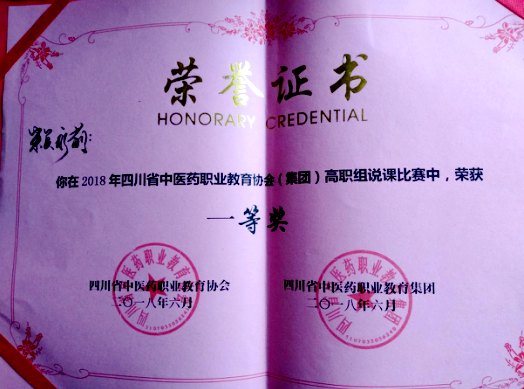 荣誉证书
HONORARY CREDENTIAL
你在2018年四川省中医药职业教育协会(集团)高职组说课比赛中，荣获
一等奖
四川省中医药职业教育协会 四川省中医药职业教育集团
二〇一八年六月 二〇一八年六月